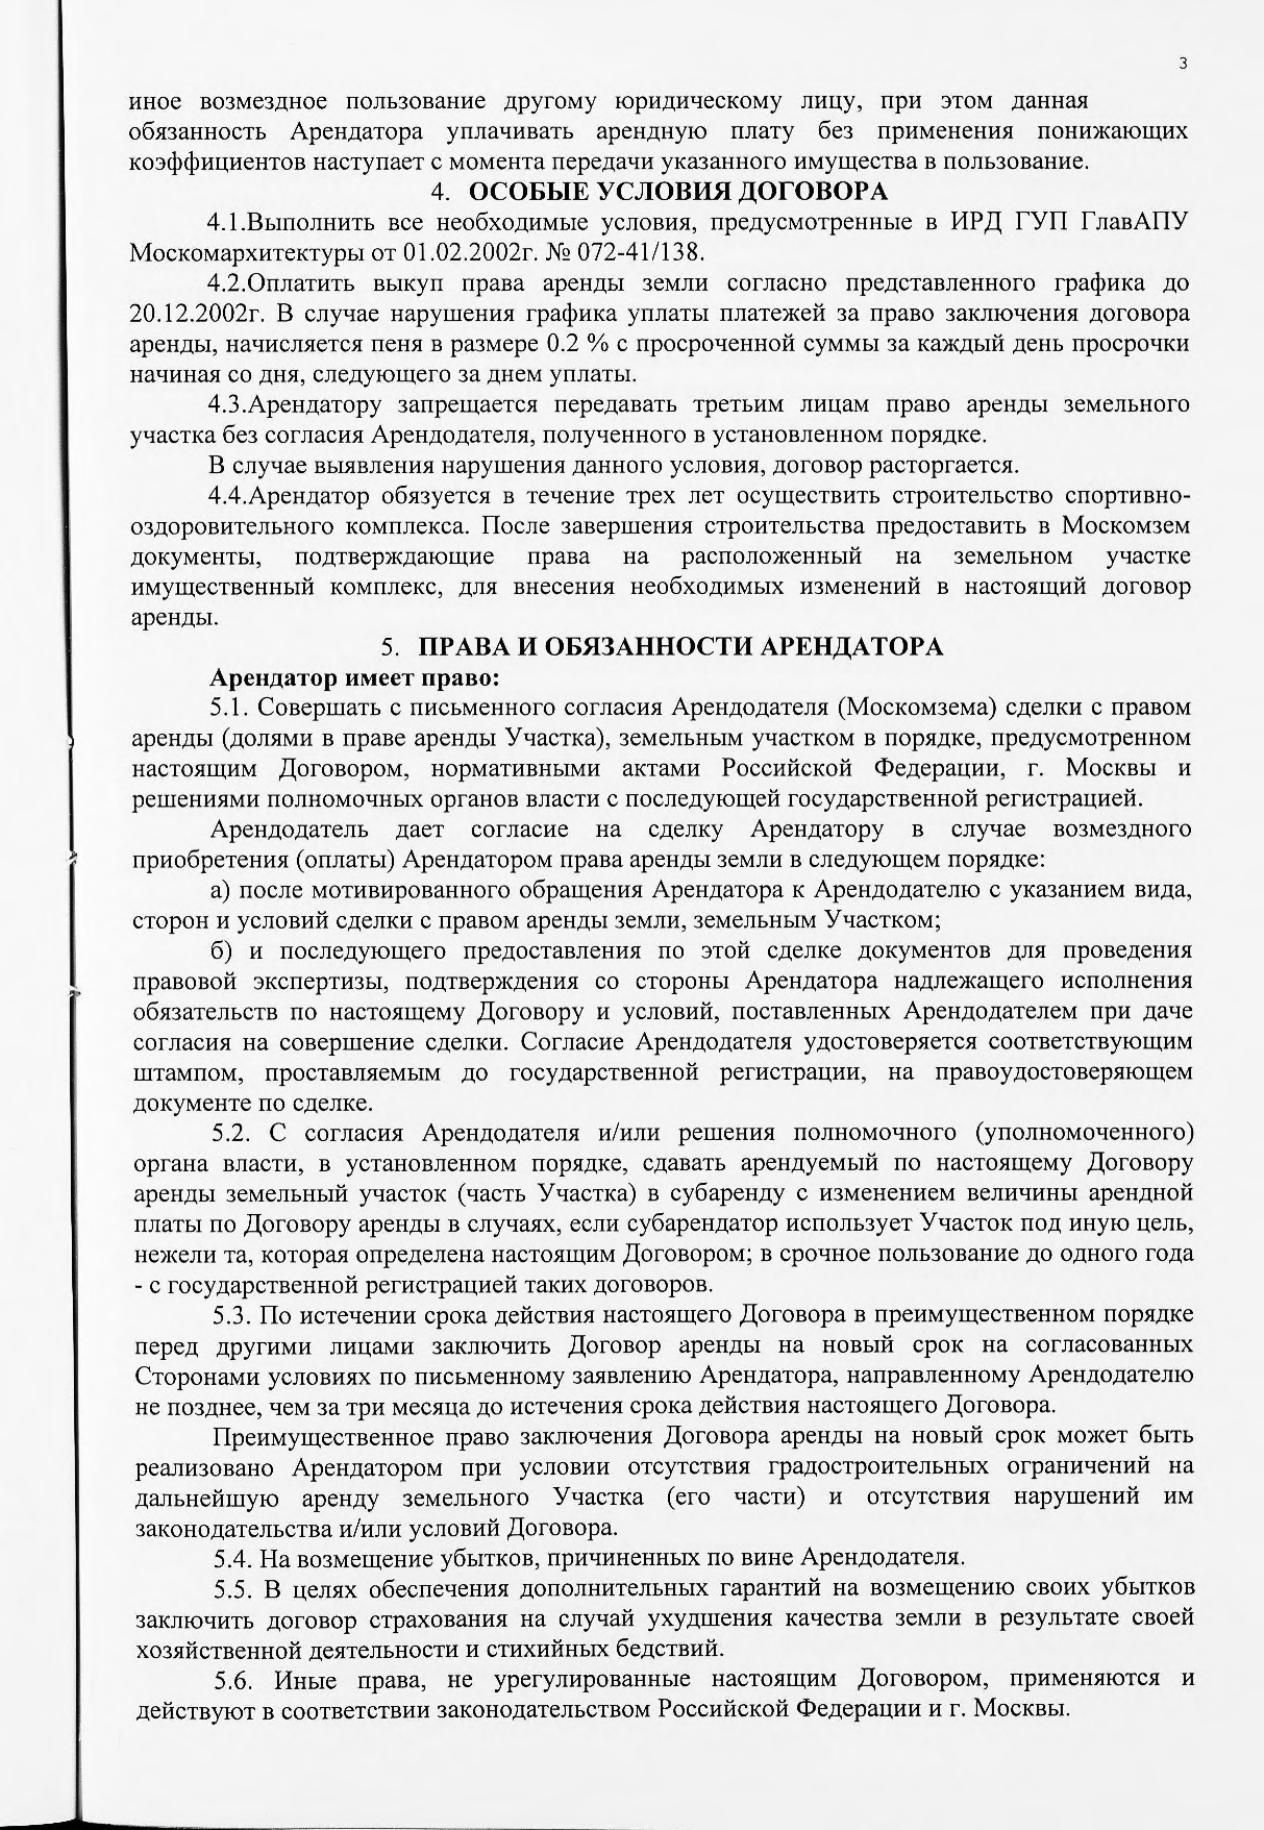 3
иное возмездное пользование другому юридическому лицу, при этом данная
обязанность Арендатора уплачивать арендную плату без применения понижающих
коэффициентов наступает с момента передачи указанного имущества в пользование.
4. ОСОБЫЕ УСЛОВИЯ ДОГОВОРА
4.1.Выполнить все необходимые условия, предусмотренные в ИРД ГУП ГлавАПУ
Москомархитектуры от 01.02.2002г. № 072-41/138.
4.2.Оплатить выкуп права аренды земли согласно представленного графика до
20.12.2002г. В случае нарушения графика уплаты платежей за право заключения договора
аренды, начисляется пеня в размере 0.2 % с просроченной суммы за каждый день просрочки
начиная со дня, следующего за днем уплаты.
4.3.Арендатору запрещается передавать третьим лицам право аренды земельного
участка без согласия Арендодателя, полученного в установленном порядке.
В случае выявления нарушения данного условия, договор расторгается.
4.4.Арендатор обязуется в течение трех лет осуществить строительство спортивно-
оздоровительного комплекса. После завершения строительства предоставить в Москомзем
документы, подтверждающие права на расположенный на земельном участке
имущественный комплекс, для внесения необходимых изменений в настоящий договор
аренды.
5. ПРАВА И ОБЯЗАННОСТИ АРЕНДАТОРА
Арендатор имеет право:
5.1. Совершать с письменного согласия Арендодателя (Москомзема) сделки с правом
аренды (долями в праве аренды Участка), земельным участком в порядке, предусмотренном
настоящим Договором, нормативными актами Российской Федерации, г. Москвы и
решениями полномочных органов власти с последующей государственной регистрацией.
Арендодатель дает согласие на сделку Арендатору в случае возмездного
приобретения (оплаты) Арендатором права аренды земли в следующем порядке:
а) после мотивированного обращения Арендатора к Арендодателю с указанием вида,
сторон и условий сделки с правом аренды земли, земельным Участком;
б) и последующего предоставления по этой сделке документов для проведения
правовой экспертизы, подтверждения со стороны Арендатора надлежащего исполнения
обязательств по настоящему Договору и условий, поставленных Арендодателем при даче
согласия на совершение сделки. Согласие Арендодателя удостоверяется соответствующим
штампом, проставляемым до государственной регистрации, на правоудостоверяющем
документе по сделке.
5.2. С согласия Арендодателя и/или решения полномочного (уполномоченного)
органа власти, в установленном порядке, сдавать арендуемый по настоящему Договору
аренды земельный участок (часть Участка) в субаренду с изменением величины арендной
платы по Договору аренды в случаях, если субарендатор использует Участок под иную цель,
нежели та, которая определена настоящим Договором; в срочное пользование до одного года
- с государственной регистрацией таких договоров.
5.3. По истечении срока действия настоящего Договора в преимущественном порядке
перед другими лицами заключить Договор аренды на новый срок на согласованных
Сторонами условиях по письменному заявлению Арендатора, направленному Арендодателю
не позднее, чем за три месяца до истечения срока действия настоящего Договора.
Преимущественное право заключения Договора аренды на новый срок может быть
реализовано Арендатором при условии отсутствия градостроительных ограничений на
дальнейшую аренду земельного Участка (его части) и отсутствия нарушений им
законодательства и/или условий Договора.
5.4. На возмещение убытков, причиненных по вине Арендодателя.
5.5. В целях обеспечения дополнительных гарантий на возмещению своих убытков
заключить договор страхования на случай ухудшения качества земли в результате своей
хозяйственной деятельности и стихийных бедствий.
5.6. Иные права, не урегулированные настоящим Договором, применяются и
действуют в соответствии законодательством Российской Федерации и г. Москвы.